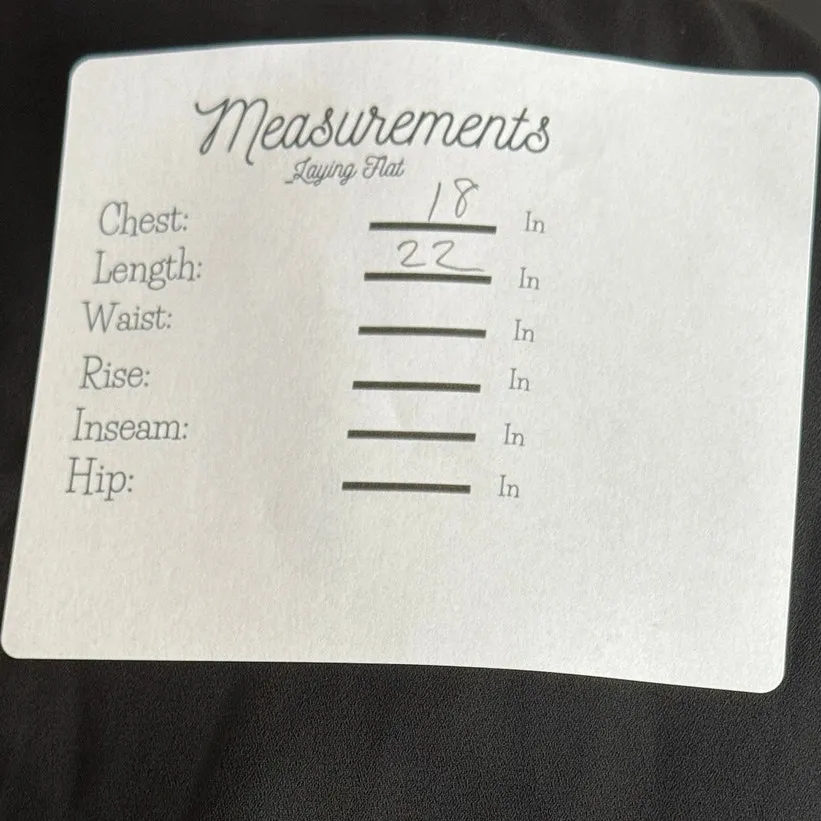 Measurements
Laying Flat
Chest: 18 In
Length: 22 In
Waist: In
Rise: In
Inseam: In
Hip: In